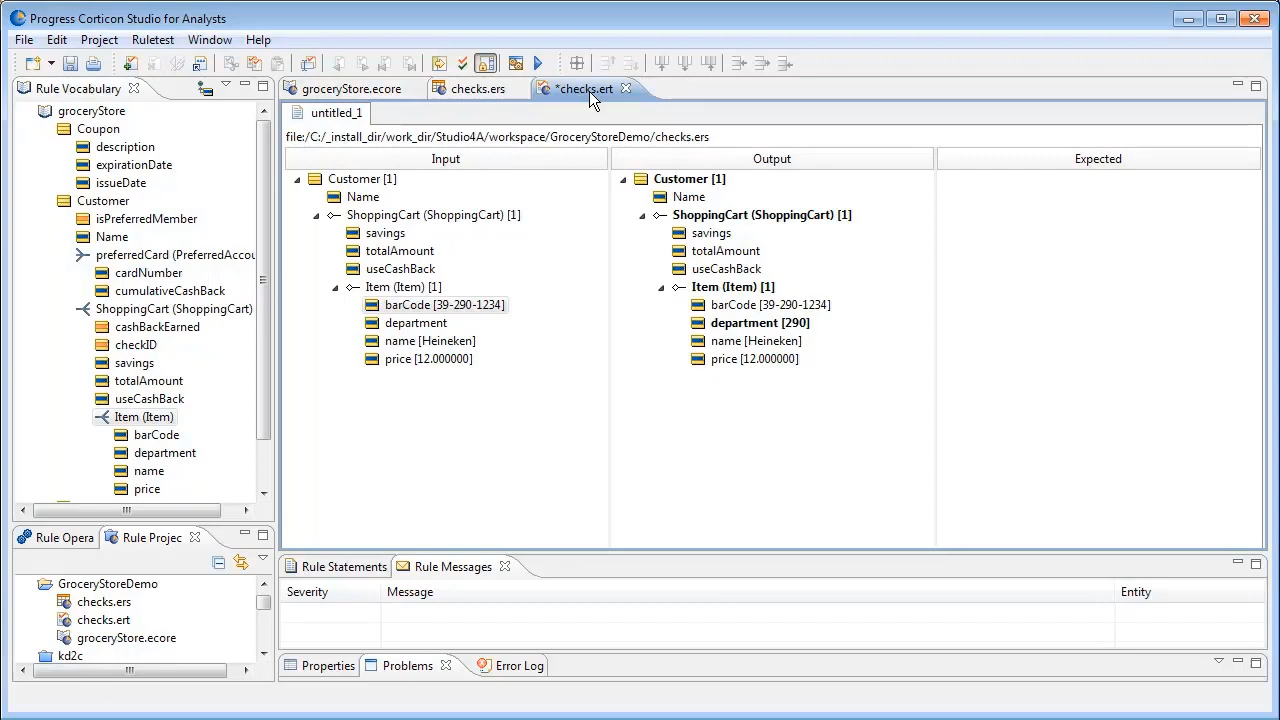 Progress Corticon Studio for Analysts
File Edit Project Ruletest Window Help
Rule Vocabulary
groceryStore
Coupon
description
expirationDate
issueDate
Customer
isPreferredMember
Name
preferredCard (PreferredAccou
cardNumber
cumulativeCashBack
ShoppingCart (ShoppingCart)
cashBackEarned
checkID
savings
totalAmount
useCashBack
Item (Item)
barCode
department
name
price
Rule Opera Rule Projec
GroceryStoreDemo
checks.ers
checks.ert
groceryStore.ecore
kd2c
groceryStore.ecore checks.ers *checks.ert
untitled_1
file:/C:/_install_dir/work_dir/Studio4A/workspace/GroceryStoreDemo/checks.ers
Input Output Expected
Customer [1]
Name
ShoppingCart (ShoppingCart) [1]
savings
totalAmount
useCashBack
Item (Item) [1]
barCode [39-290-1234]
department
name [Heineken]
price [12.000000]
Customer [1]
Name
ShoppingCart (ShoppingCart) [1]
savings
totalAmount
useCashBack
Item (Item) [1]
barCode [39-290-1234]
department [290]
name [Heineken]
price [12.000000]
Rule Statements Rule Messages
Severity Message Entity
Properties Problems Error Log